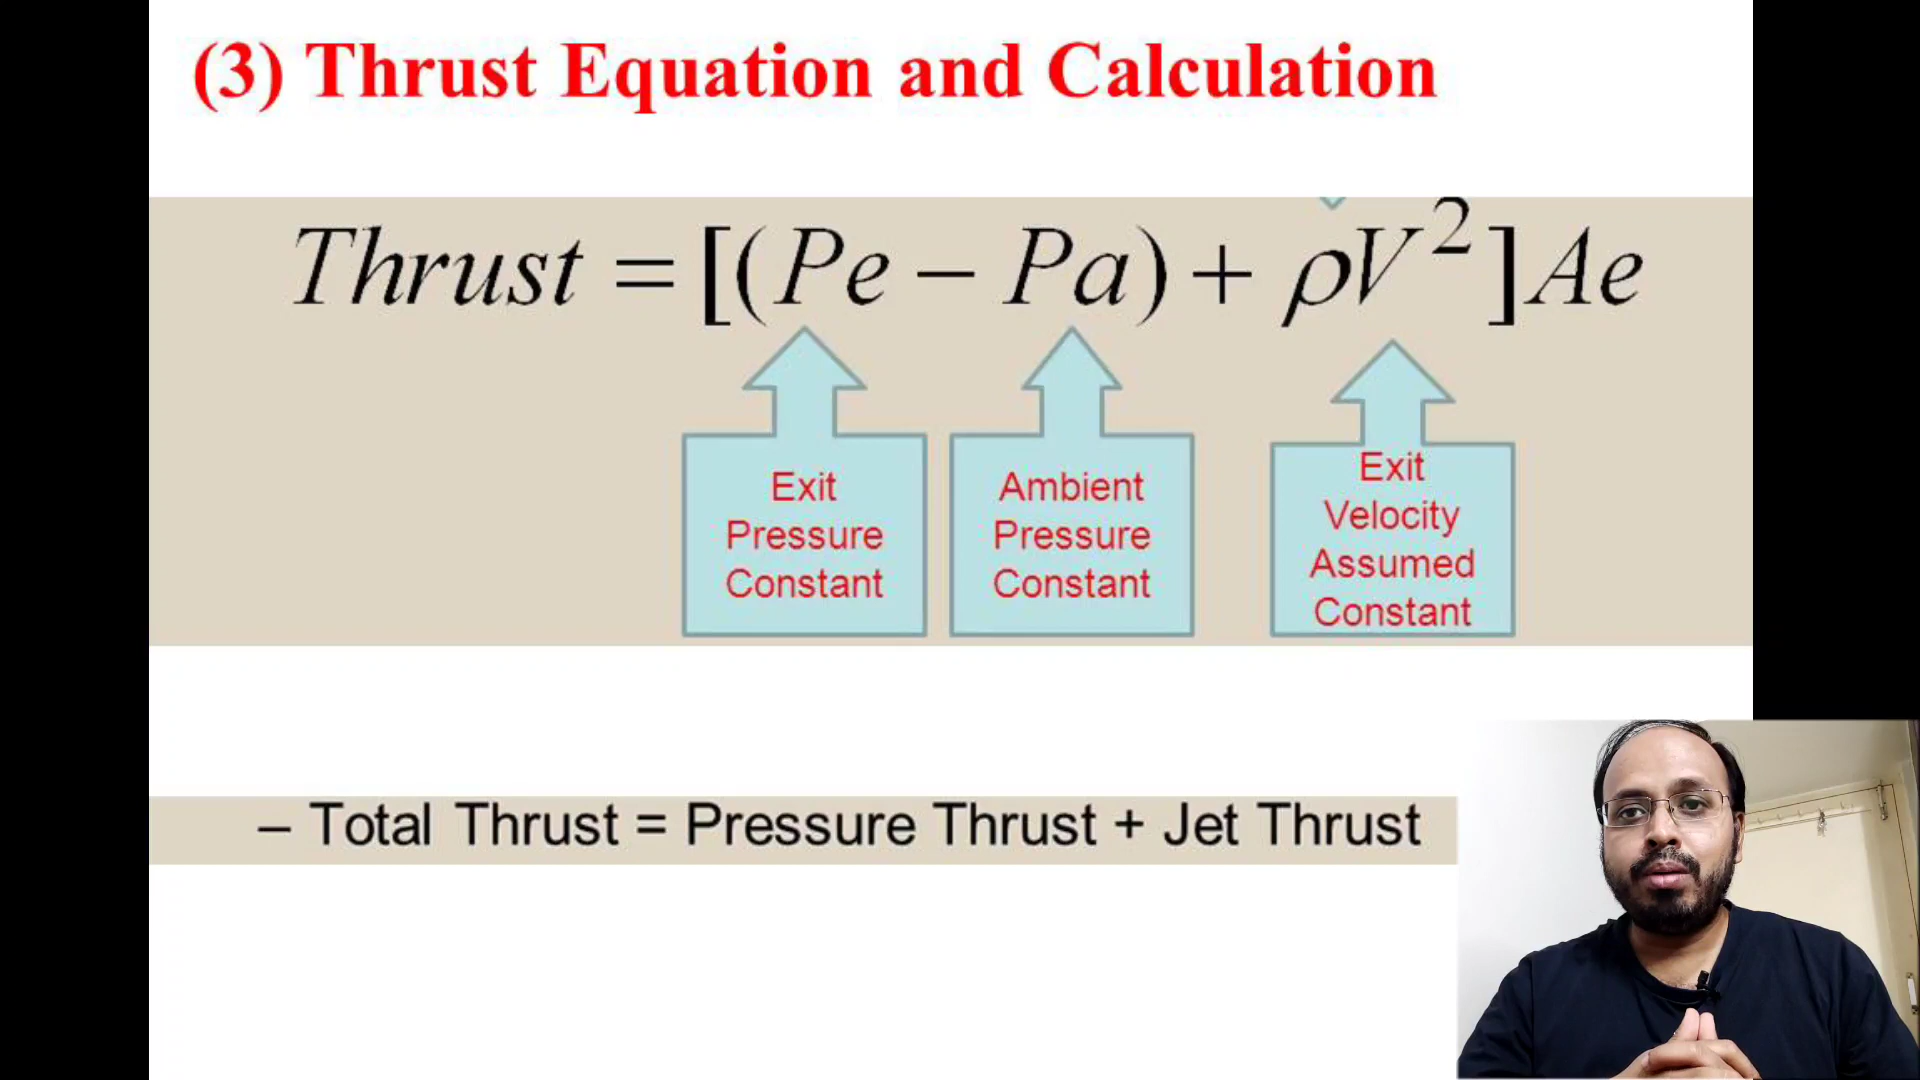 (3) Thrust Equation and Calculation
Thrust = [(Pe − Pa) + ρV²]Ae
Exit
Pressure
Constant
Ambient
Pressure
Constant
Exit
Velocity
Assumed
Constant
– Total Thrust = Pressure Thrust + Jet Thrust